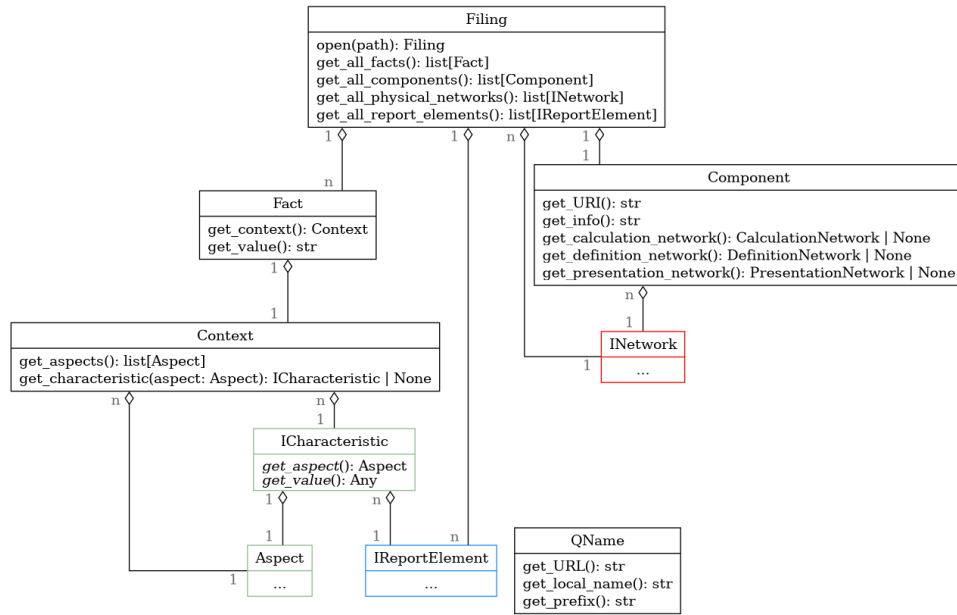 Filing
open(path): Filing
get_all_facts(): list[Fact]
get_all_components(): list[Component]
get_all_physical_networks(): list[INetwork]
get_all_report_elements(): list[IReportElement]
1
1
n
1
1
n
Fact
get_context(): Context
get_value(): str
Component
get_URI(): str
get_info(): str
get_calculation_network(): CalculationNetwork | None
get_definition_network(): DefinitionNetwork | None
get_presentation_network(): PresentationNetwork | None
1
1
n
1
Context
get_aspects(): list[Aspect]
get_characteristic(aspect: Aspect): ICharacteristic | None
INetwork
...
1
n
n
1
ICharacteristic
get_aspect(): Aspect
get_value(): Any
1
n
1
1
n
Aspect
...
1
IReportElement
...
QName
get_URL(): str
get_local_name(): str
get_prefix(): str